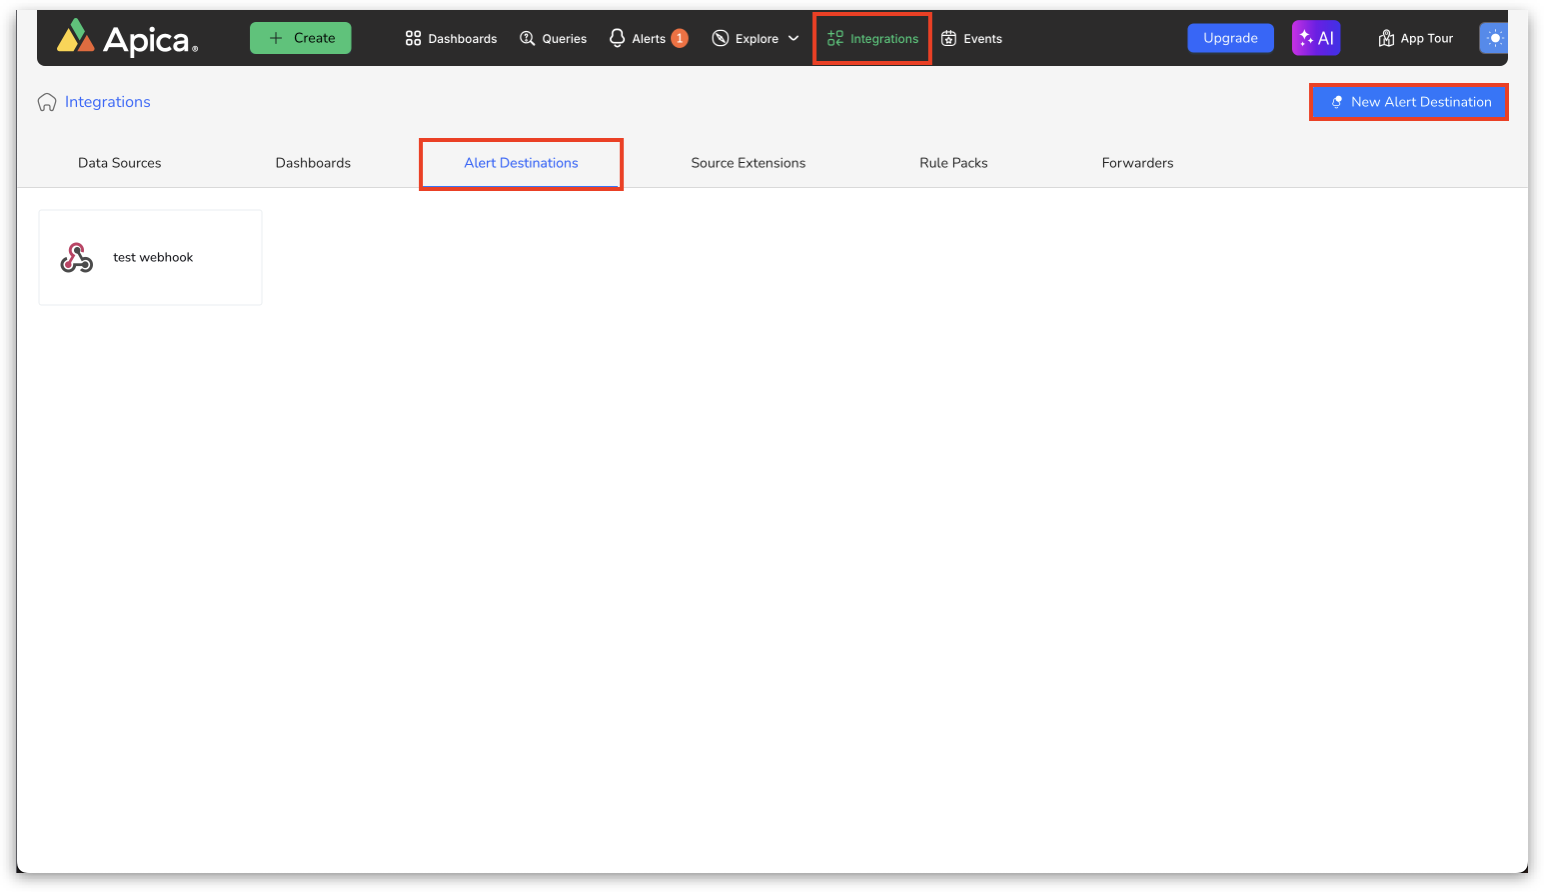 Apica®
Create
Dashboards
Queries
Alerts 1
Explore
Integrations
Events
Upgrade
AI
App Tour
Integrations
New Alert Destination
Data Sources
Dashboards
Alert Destinations
Source Extensions
Rule Packs
Forwarders
test webhook